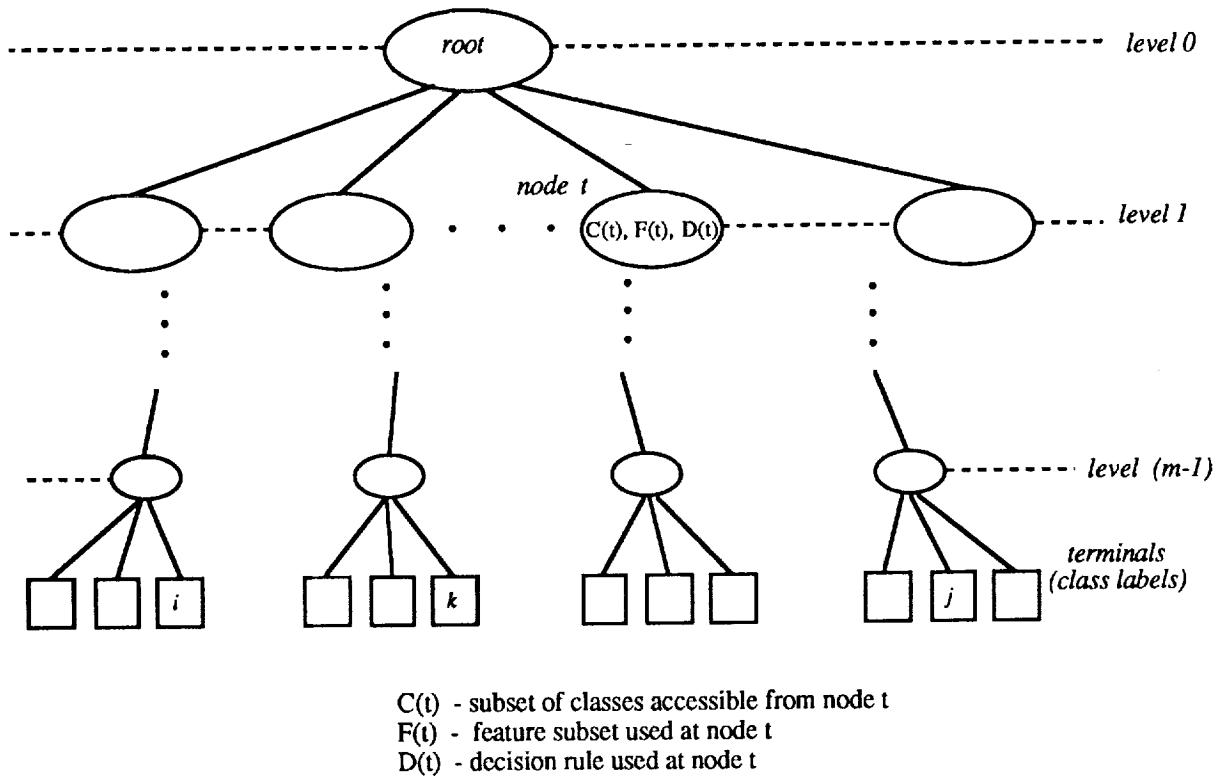 root
level 0
node t
level 1
C(t), F(t), D(t)
level (m-1)
terminals
(class labels)
i
k
j
C(t) - subset of classes accessible from node t
F(t) - feature subset used at node t
D(t) - decision rule used at node t